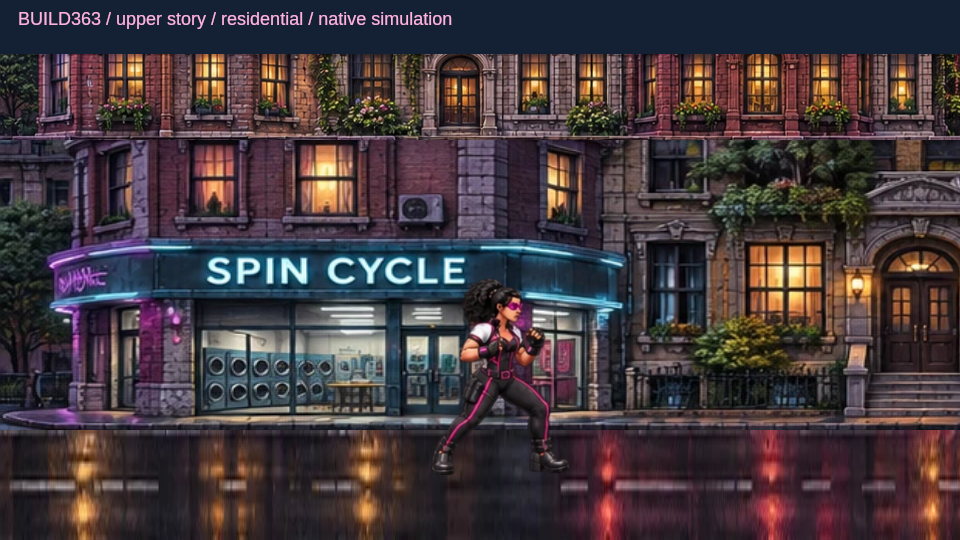 BUILD363 / upper story / residential / native simulation
SPIN CYCLE